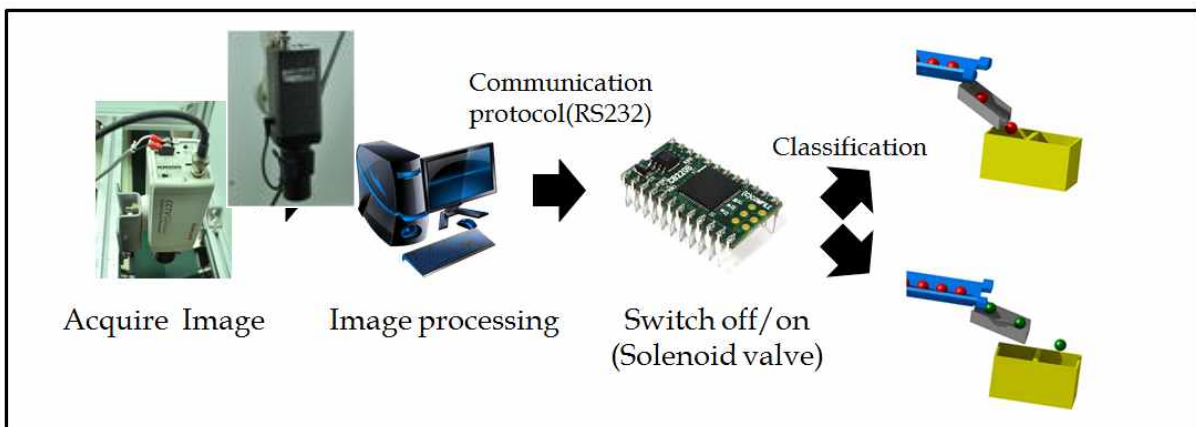 Communication
protocol(RS232)
Classification
Acquire Image
Image processing
Switch off/on
(Solenoid valve)